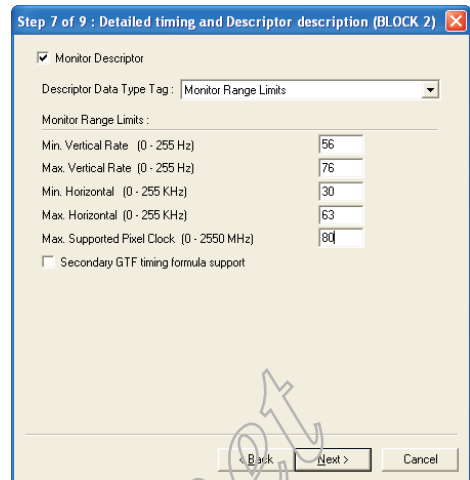 Step 7 of 9 : Detailed timing and Descriptor description (BLOCK 2)
Monitor Descriptor
Descriptor Data Type Tag : Monitor Range Limits
Monitor Range Limits :
Min. Vertical Rate (0 - 255 Hz) 56
Max. Vertical Rate (0 - 255 Hz) 76
Min. Horizontal (0 - 255 KHz) 30
Max. Horizontal (0 - 255 KHz) 63
Max. Supported Pixel Clock (0 - 2550 MHz) 80
Secondary GTF timing formula support
< Back Next > Cancel